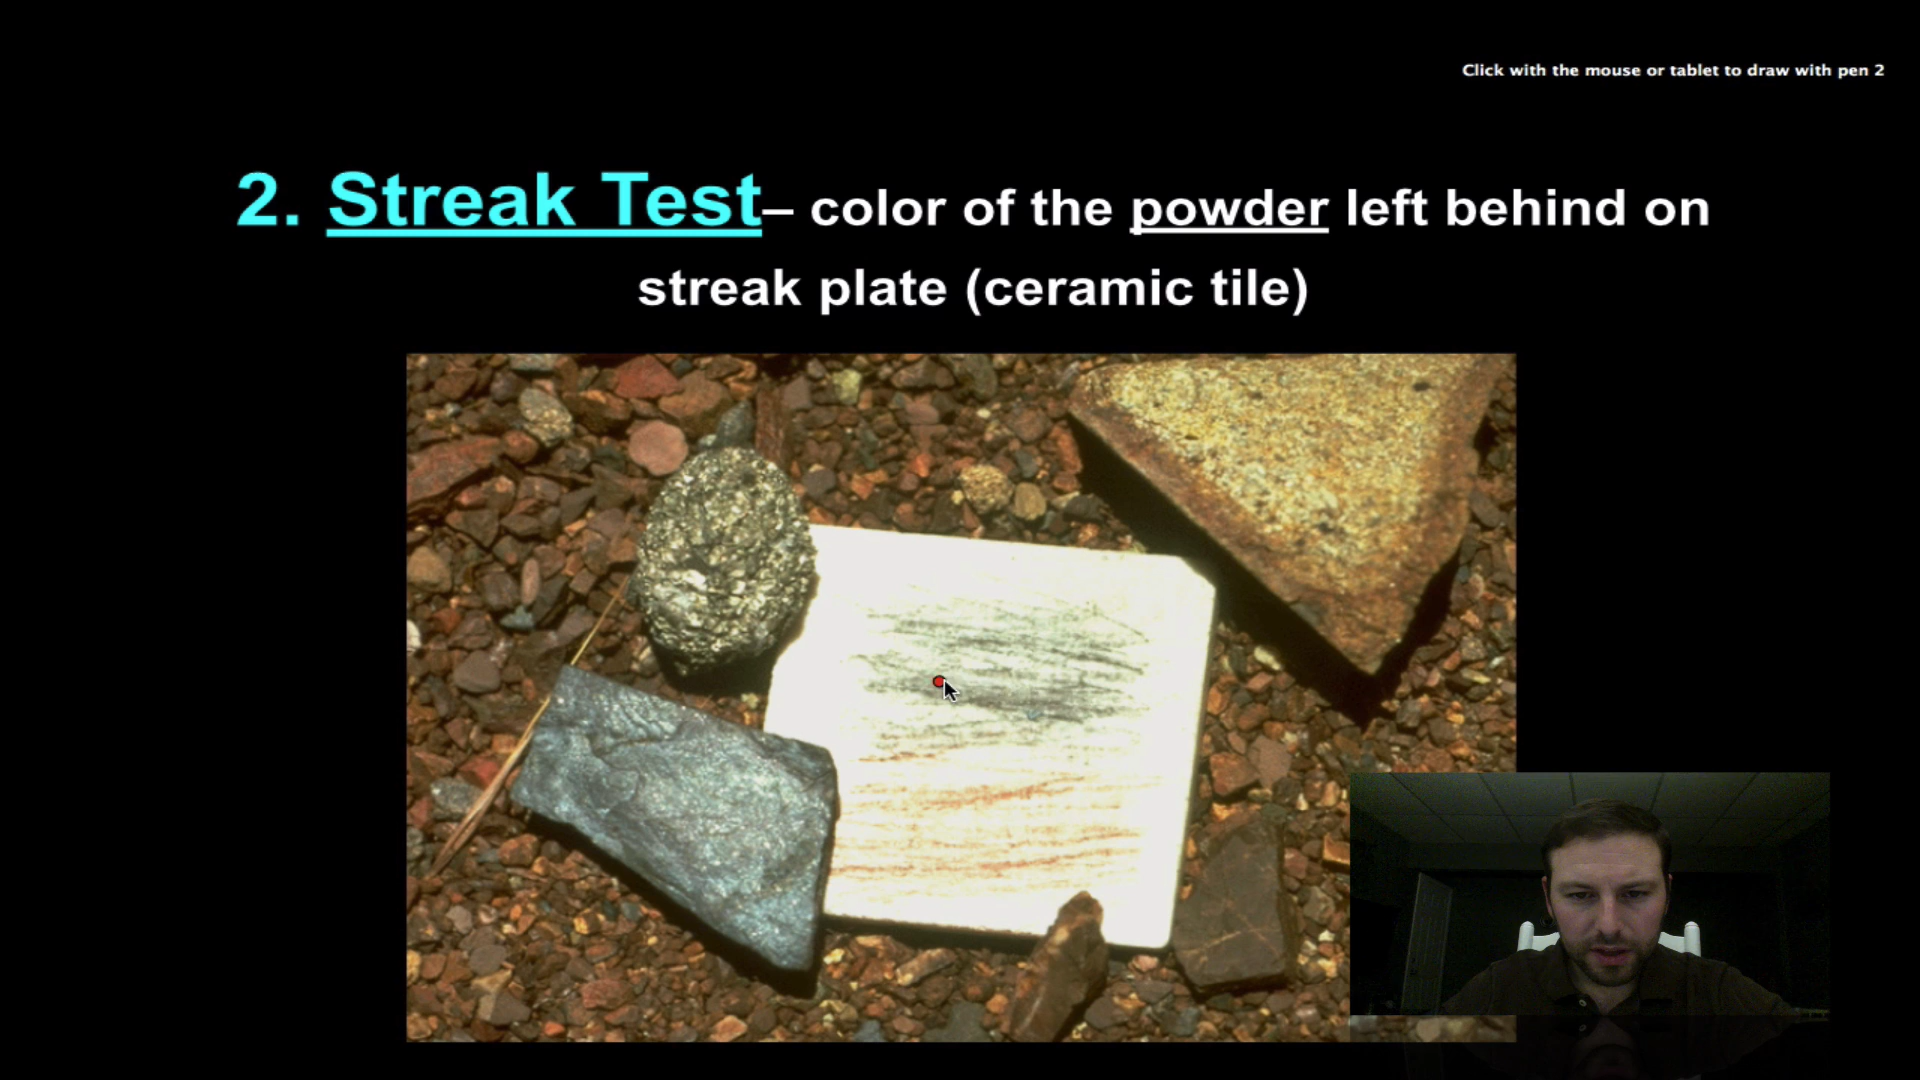 Click with the mouse or tablet to draw with pen 2
2. Streak Test– color of the powder left behind on
streak plate (ceramic tile)